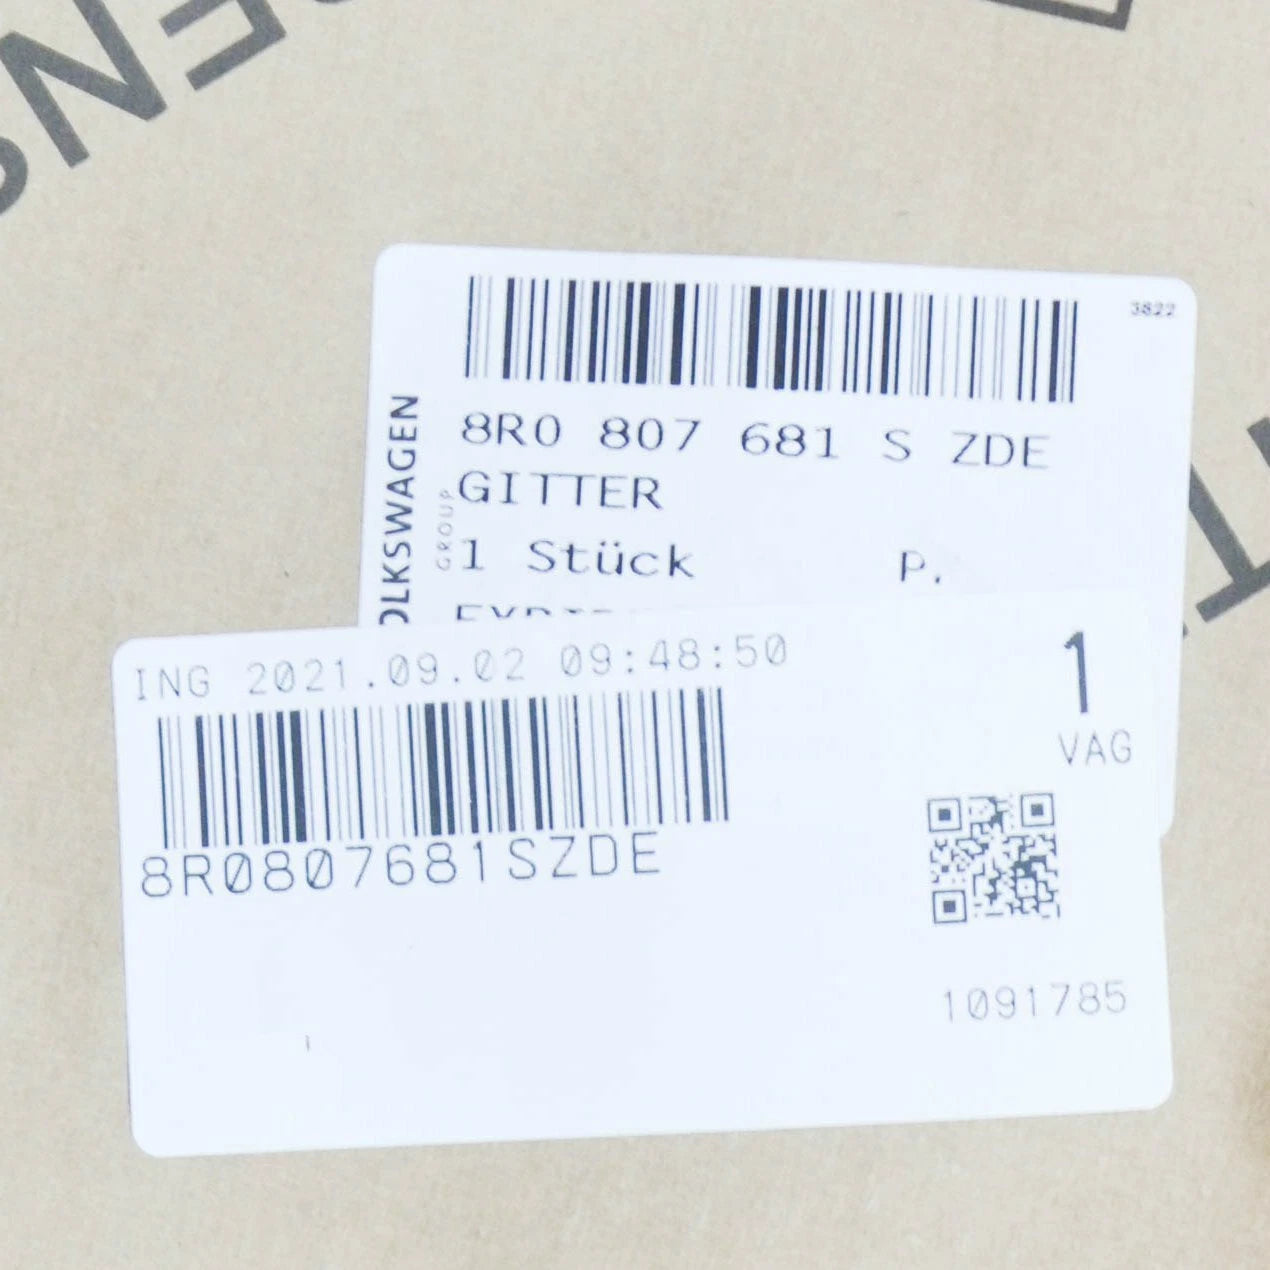 3822
8R0 807 681 S ZDE
GITTER
1 Stück P.
GROUP
ING 2021.09.02 09:48:50
1
VAG
8R0807681SZDE
1091785